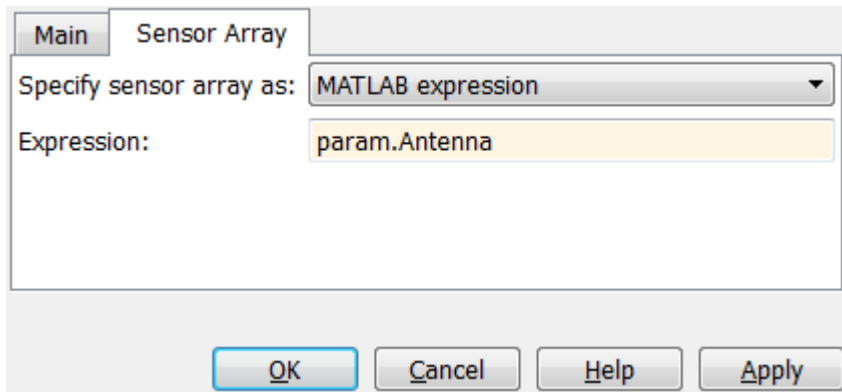 Main Sensor Array
Specify sensor array as: MATLAB expression
Expression: param.Antenna
OK Cancel Help Apply